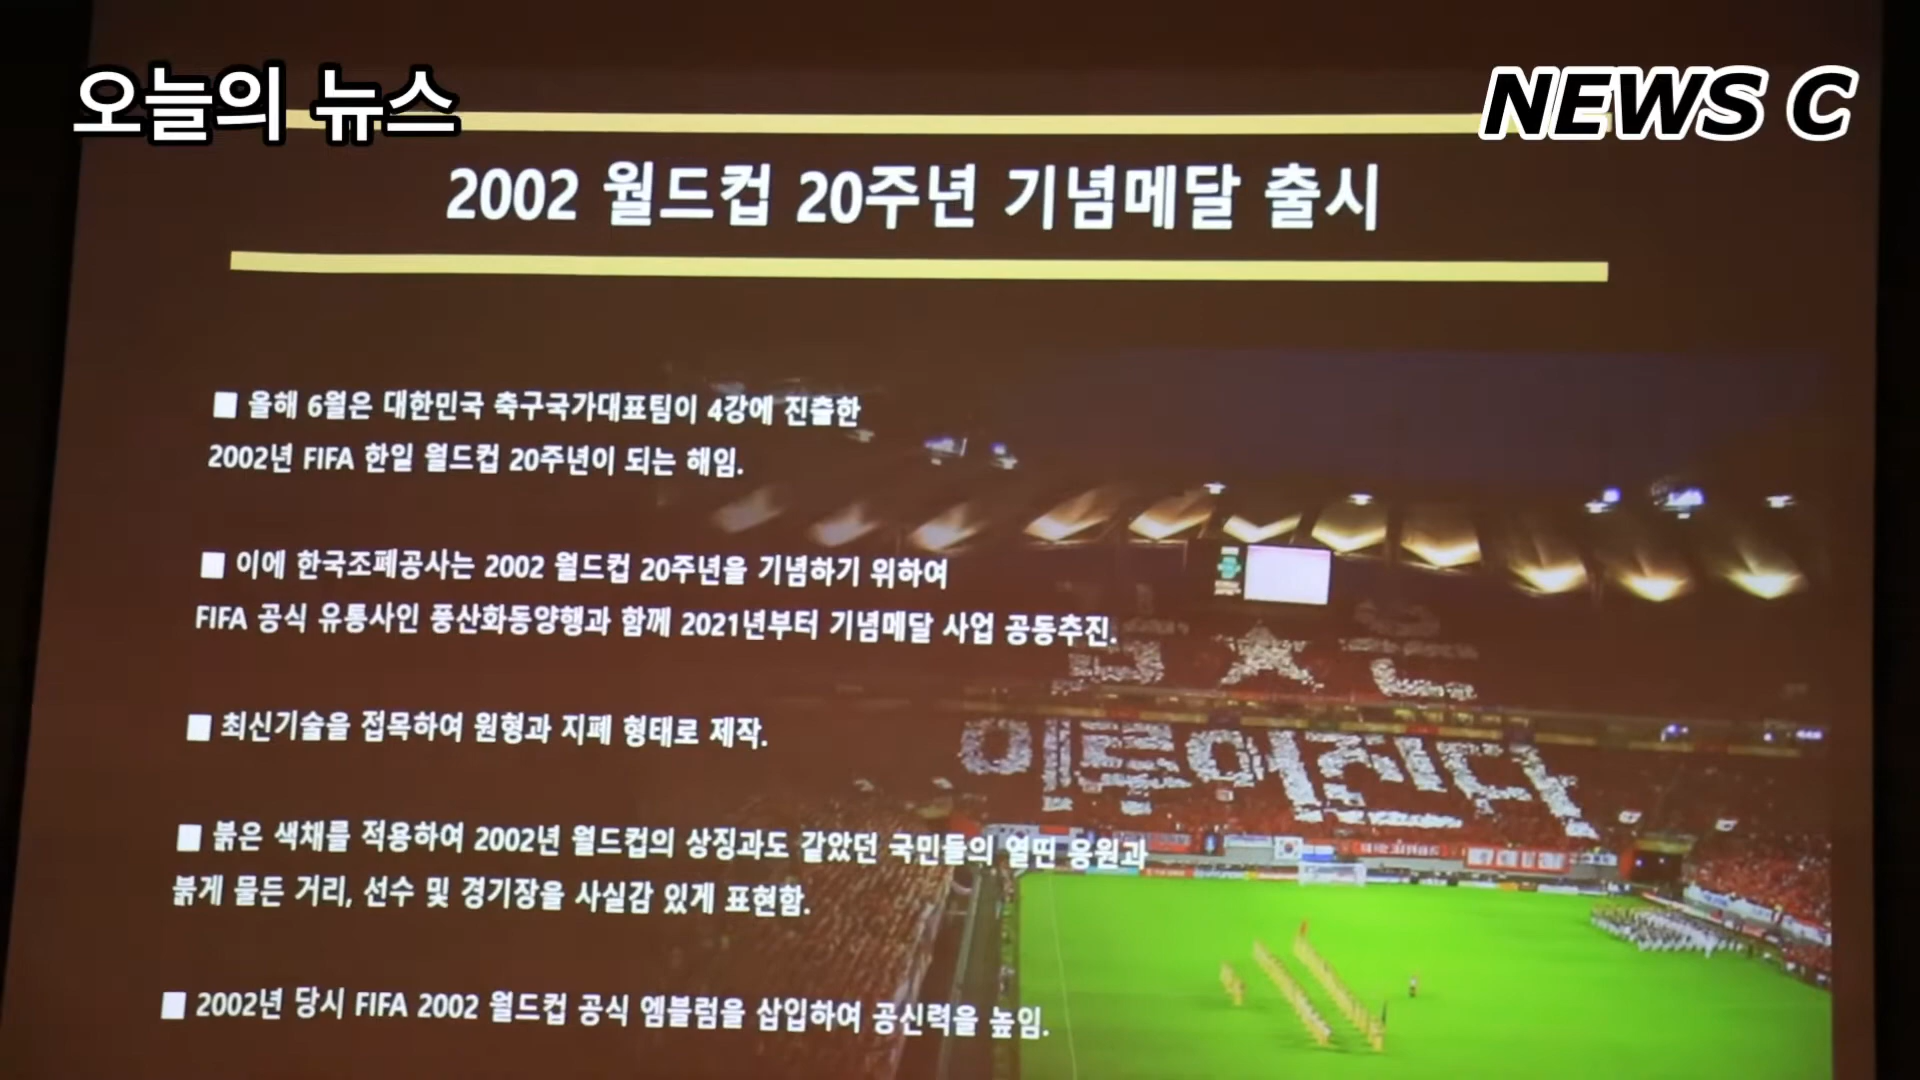 오늘의 뉴스
NEWS C
2002 월드컵 20주년 기념메달 출시
■ 올해 6월은 대한민국 축구국가대표팀이 4강에 진출한
2002년 FIFA 한일 월드컵 20주년이 되는 해임.
■ 이에 한국조폐공사는 2002 월드컵 20주년을 기념하기 위하여
FIFA 공식 유통사인 풍산화동양행과 함께 2021년부터 기념메달 사업 공동추진.
■ 최신기술을 접목하여 원형과 지폐 형태로 제작.
■ 붉은 색채를 적용하여 2002년 월드컵의 상징과도 같았던 국민들의 열띤 응원과
붉게 물든 거리, 선수 및 경기장을 사실감 있게 표현함.
■ 2002년 당시 FIFA 2002 월드컵 공식 엠블럼을 삽입하여 공신력을 높임.
이루어진다